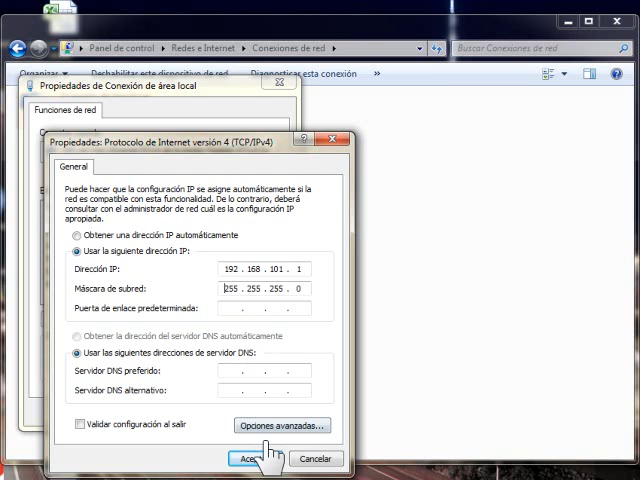 Panel de control ▸ Redes e Internet ▸ Conexiones de red ▸
Buscar Conexiones de red
Organizar Deshabilitar este dispositivo de red Diagnosticar esta conexión »
Propiedades de Conexión de área local
Funciones de red
Propiedades: Protocolo de Internet versión 4 (TCP/IPv4)
General
Puede hacer que la configuración IP se asigne automáticamente si la
red es compatible con esta funcionalidad. De lo contrario, deberá
consultar con el administrador de red cuál es la configuración IP
apropiada.
Obtener una dirección IP automáticamente
Usar la siguiente dirección IP:
Dirección IP: 192 . 168 . 101 . 1
Máscara de subred: 255 . 255 . 255 . 0
Puerta de enlace predeterminada: . . .
Obtener la dirección del servidor DNS automáticamente
Usar las siguientes direcciones de servidor DNS:
Servidor DNS preferido: . . .
Servidor DNS alternativo: . . .
Validar configuración al salir
Opciones avanzadas...
Cancelar